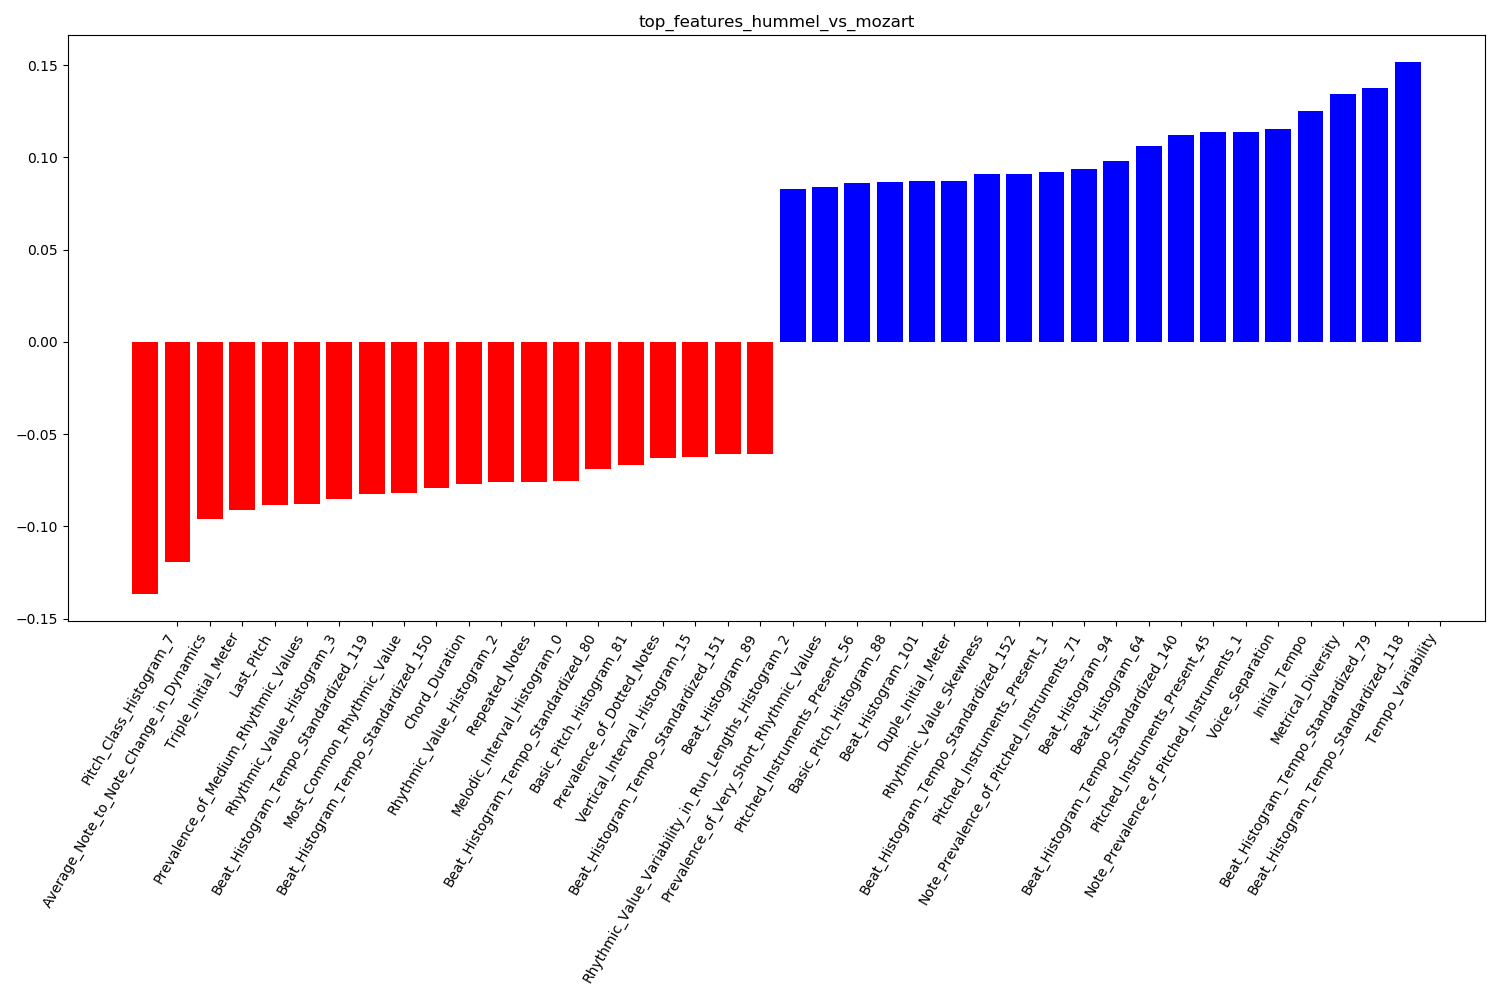 top_features_hummel_vs_mozart
0.15
0.10
0.05
0.00
−0.05
−0.10
−0.15
Pitch_Class_Histogram_7
Average_Note_to_Note_Change_in_Dynamics
Triple_Initial_Meter
Last_Pitch
Prevalence_of_Medium_Rhythmic_Values
Rhythmic_Value_Histogram_3
Beat_Histogram_Tempo_Standardized_119
Most_Common_Rhythmic_Value
Beat_Histogram_Tempo_Standardized_150
Chord_Duration
Rhythmic_Value_Histogram_2
Repeated_Notes
Melodic_Interval_Histogram_0
Beat_Histogram_Tempo_Standardized_80
Basic_Pitch_Histogram_81
Prevalence_of_Dotted_Notes
Vertical_Interval_Histogram_15
Beat_Histogram_Tempo_Standardized_151
Beat_Histogram_89
Rhythmic_Value_Variability_in_Run_Lengths_Histogram_2
Prevalence_of_Very_Short_Rhythmic_Values
Pitched_Instruments_Present_56
Basic_Pitch_Histogram_88
Beat_Histogram_101
Duple_Initial_Meter
Rhythmic_Value_Skewness
Beat_Histogram_Tempo_Standardized_152
Pitched_Instruments_Present_1
Note_Prevalence_of_Pitched_Instruments_71
Beat_Histogram_94
Beat_Histogram_64
Beat_Histogram_Tempo_Standardized_140
Pitched_Instruments_Present_45
Note_Prevalence_of_Pitched_Instruments_1
Voice_Separation
Initial_Tempo
Metrical_Diversity
Beat_Histogram_Tempo_Standardized_79
Beat_Histogram_Tempo_Standardized_118
Tempo_Variability